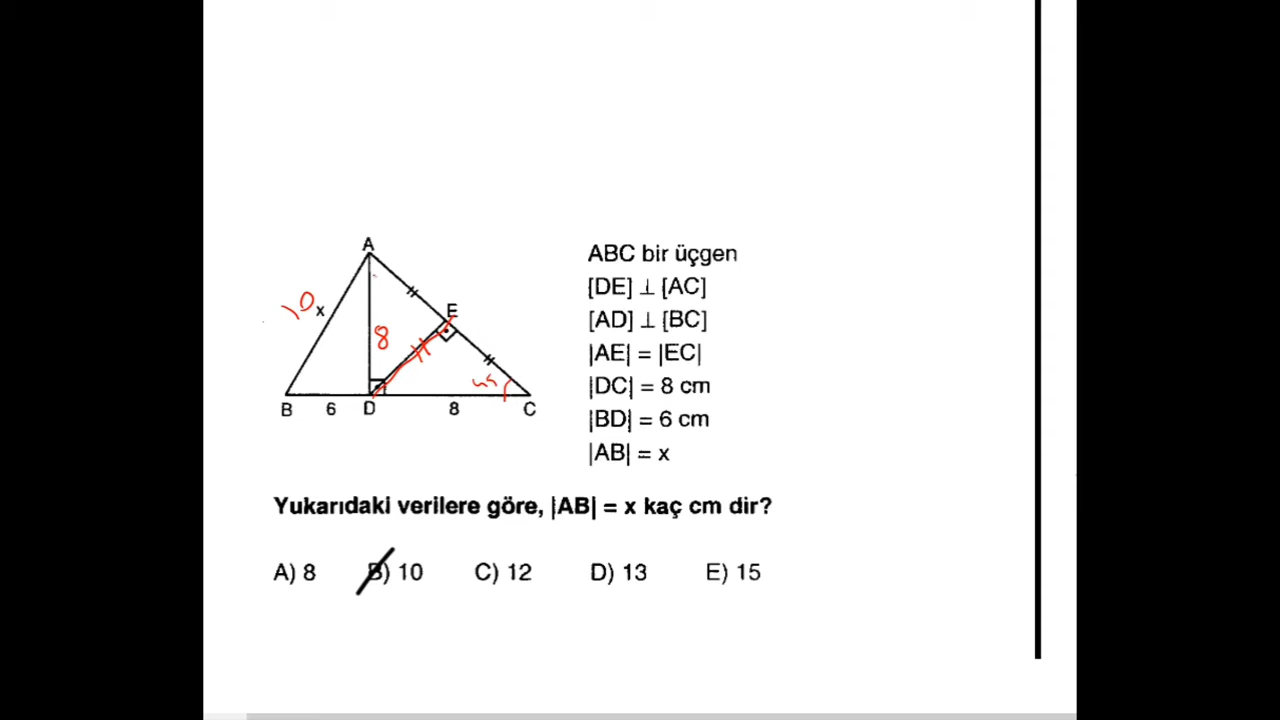 A
ABC bir üçgen
[DE] ⊥ [AC]
[AD] ⊥ [BC]
|AE| = |EC|
|DC| = 8 cm
|BD| = 6 cm
|AB| = x
10 x
E
8
45
B 6 D 8 C
Yukarıdaki verilere göre, |AB| = x kaç cm dir?
A) 8 B) 10 C) 12 D) 13 E) 15